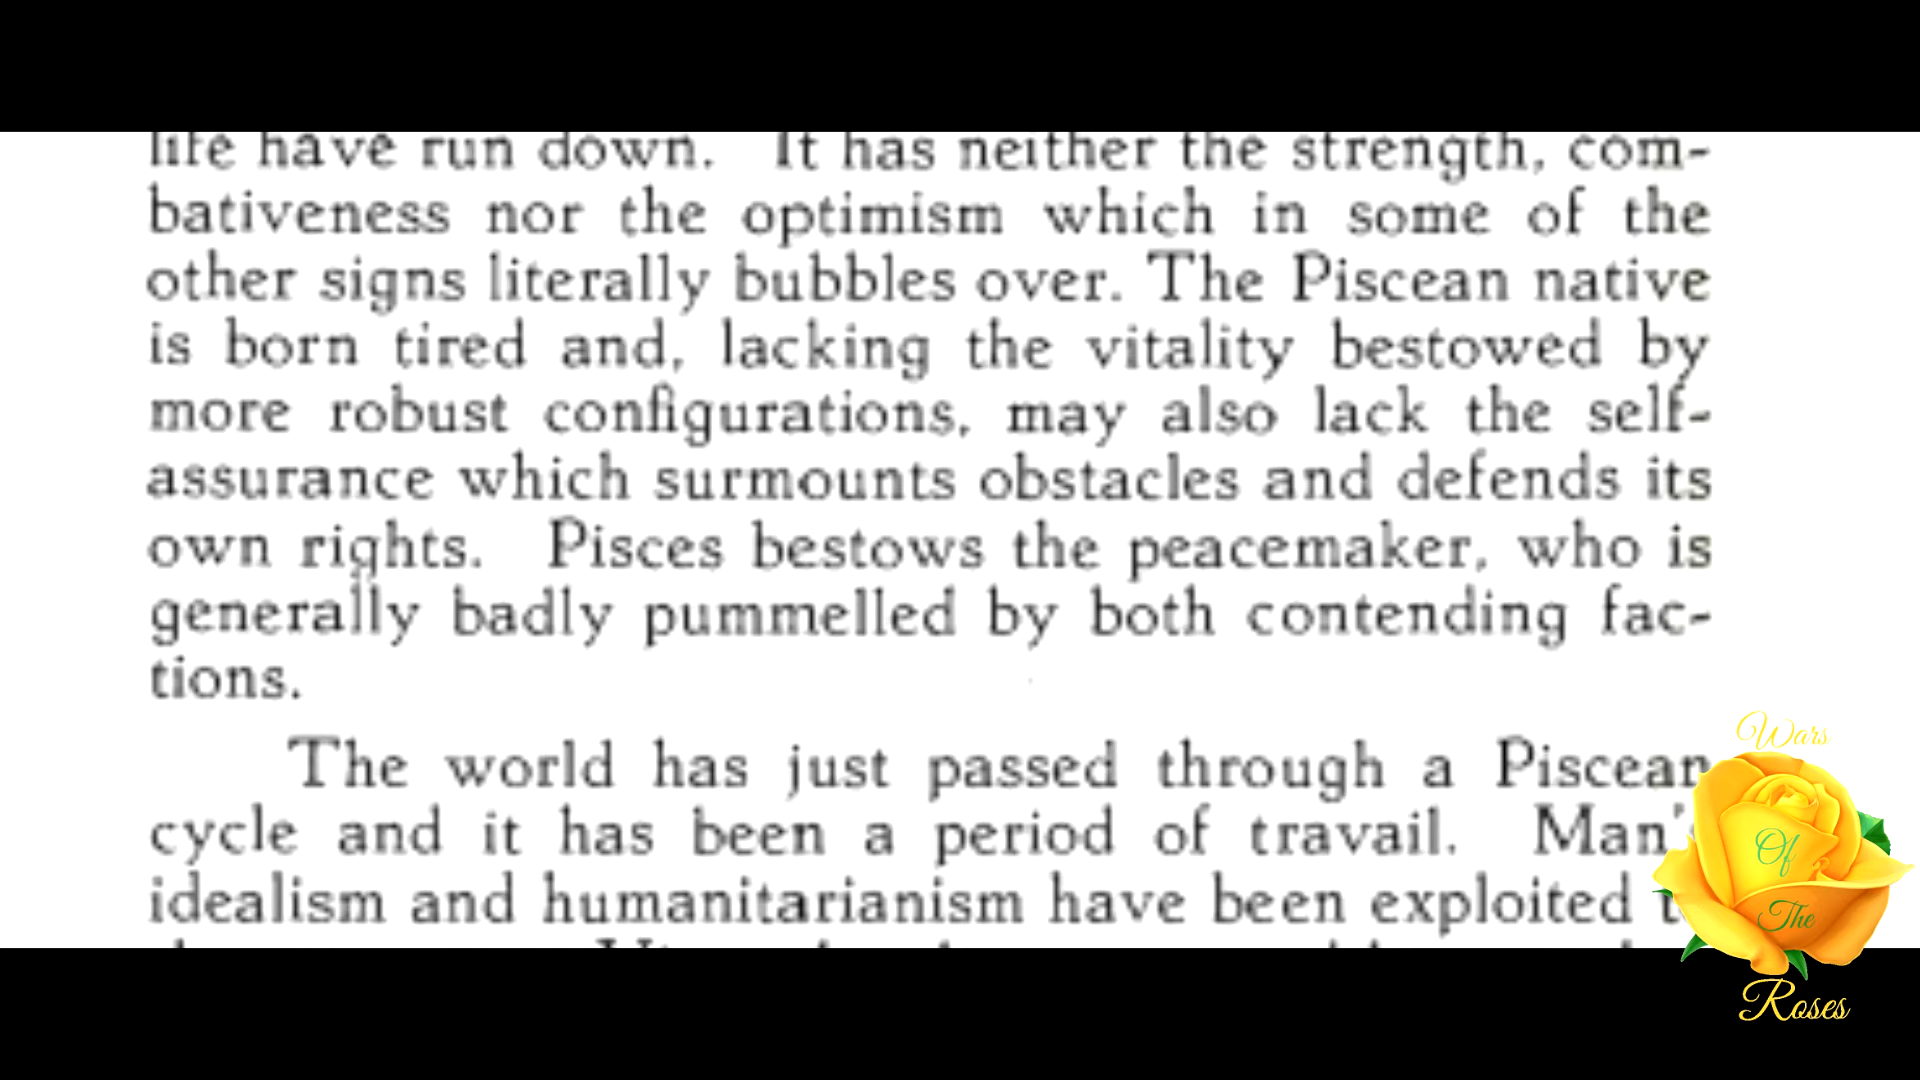 life have run down. It has neither the strength, com-
bativeness nor the optimism which in some of the
other signs literally bubbles over. The Piscean native
is born tired and, lacking the vitality bestowed by
more robust configurations, may also lack the self-
assurance which surmounts obstacles and defends its
own rights. Pisces bestows the peacemaker, who is
generally badly pummelled by both contending fac-
tions.
The world has just passed through a Piscean
cycle and it has been a period of travail. Man'
idealism and humanitarianism have been exploited
Wars
Of
The
Roses